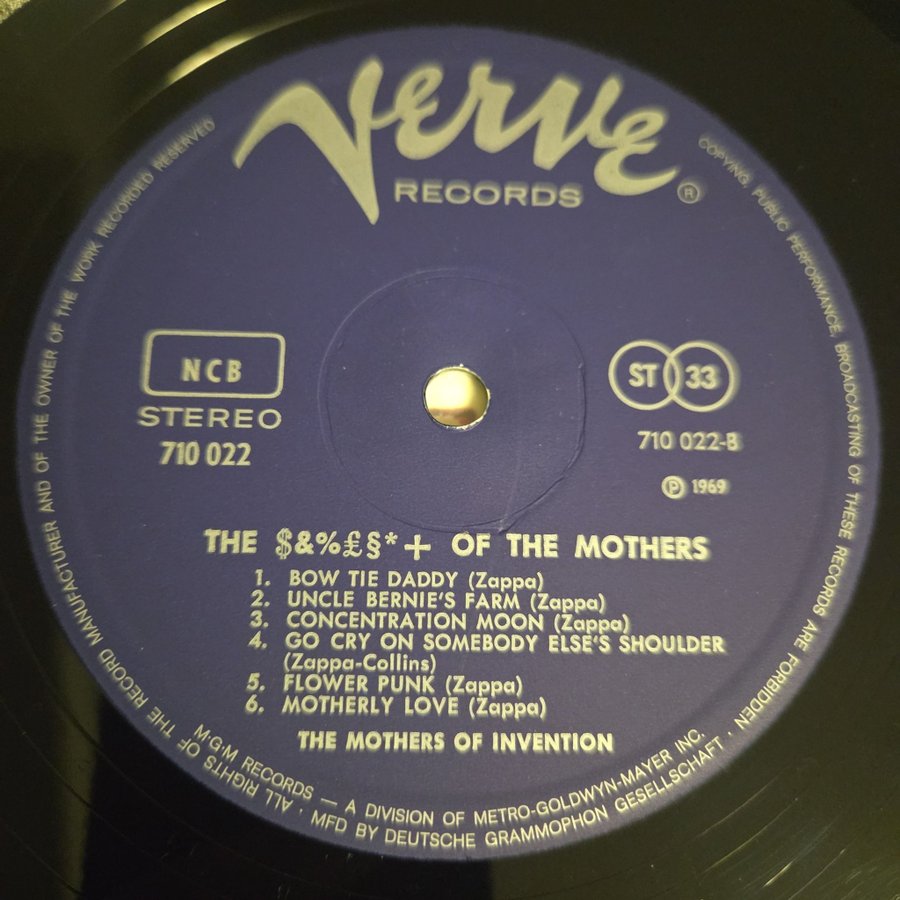 Verve
RECORDS ®
NCB
STEREO
710 022
ST 33
710 022-B
Ⓟ 1969
THE $&%£§*+ OF THE MOTHERS
1. BOW TIE DADDY (Zappa)
2. UNCLE BERNIE'S FARM (Zappa)
3. CONCENTRATION MOON (Zappa)
4. GO CRY ON SOMEBODY ELSE'S SHOULDER
(Zappa-Collins)
5. FLOWER PUNK (Zappa)
6. MOTHERLY LOVE (Zappa)
THE MOTHERS OF INVENTION
M·G·M RECORDS — A DIVISION OF METRO-GOLDWYN-MAYER INC.
ALL RIGHTS OF THE RECORD MANUFACTURER AND OF THE OWNER OF THE WORK RECORDED RESERVED
COPYING, PUBLIC PERFORMANCE, BROADCASTING OF THESE RECORDS ARE FORBIDDEN · MFD BY DEUTSCHE GRAMMOPHON GESELLSCHAFT ·